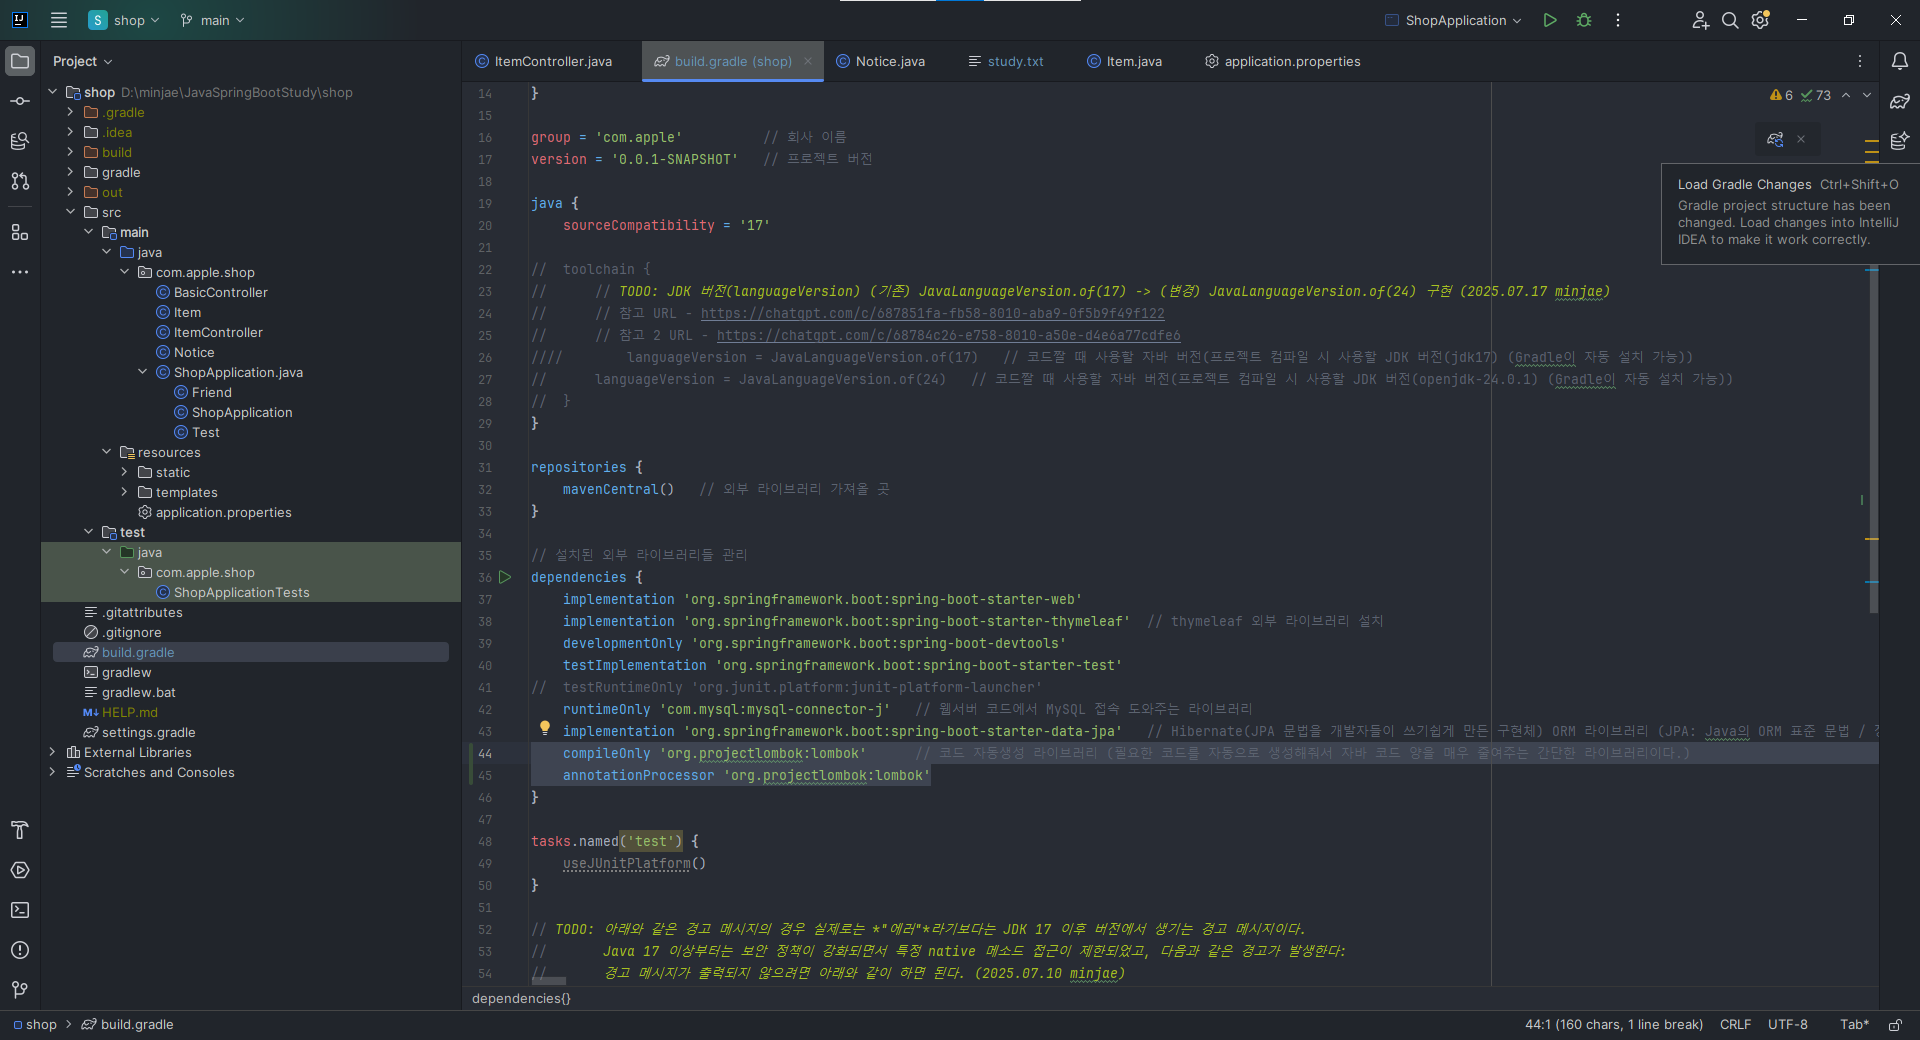 S shop main ShopApplication
Project
shop D:\minjae\JavaSpringBootStudy\shop
.gradle
.idea
build
gradle
out
src
main
java
com.apple.shop
BasicController
Item
ItemController
Notice
ShopApplication.java
Friend
ShopApplication
Test
resources
static
templates
application.properties
test
java
com.apple.shop
ShopApplicationTests
.gitattributes
.gitignore
build.gradle
gradlew
gradlew.bat
HELP.md
settings.gradle
External Libraries
Scratches and Consoles
ItemController.java build.gradle (shop) Notice.java study.txt Item.java application.properties
6 73
14 }
15
16 group = 'com.apple' // 회사 이름
17 version = '0.0.1-SNAPSHOT' // 프로젝트 버전
18
19 java {
20 sourceCompatibility = '17'
21
22 // toolchain {
23 // // TODO: JDK 버전(languageVersion) (기존) JavaLanguageVersion.of(17) -> (변경) JavaLanguageVersion.of(24) 구현 (2025.07.17 minjae)
24 // // 참고 URL - https://chatgpt.com/c/687851fa-fb58-8010-aba9-0f5b9f49f122
25 // // 참고 2 URL - https://chatgpt.com/c/68784c26-e758-8010-a50e-d4e6a77cdfe6
26 //// languageVersion = JavaLanguageVersion.of(17) // 코드짤 때 사용할 자바 버전(프로젝트 컴파일 시 사용할 JDK 버전(jdk17) (Gradle이 자동 설치 가능))
27 // languageVersion = JavaLanguageVersion.of(24) // 코드짤 때 사용할 자바 버전(프로젝트 컴파일 시 사용할 JDK 버전(openjdk-24.0.1) (Gradle이 자동 설치 가능))
28 // }
29 }
30
31 repositories {
32 mavenCentral() // 외부 라이브러리 가져올 곳
33 }
34
35 // 설치된 외부 라이브러리들 관리
36 dependencies {
37 implementation 'org.springframework.boot:spring-boot-starter-web'
38 implementation 'org.springframework.boot:spring-boot-starter-thymeleaf' // thymeleaf 외부 라이브러리 설치
39 developmentOnly 'org.springframework.boot:spring-boot-devtools'
40 testImplementation 'org.springframework.boot:spring-boot-starter-test'
41 // testRuntimeOnly 'org.junit.platform:junit-platform-launcher'
42 runtimeOnly 'com.mysql:mysql-connector-j' // 웹서버 코드에서 MySQL 접속 도와주는 라이브러리
43 implementation 'org.springframework.boot:spring-boot-starter-data-jpa' // Hibernate(JPA 문법을 개발자들이 쓰기쉽게 만든 구현체) ORM 라이브러리 (JPA: Java의 ORM 표준 문법 /
44 compileOnly 'org.projectlombok:lombok' // 코드 자동생성 라이브러리 (필요한 코드를 자동으로 생성해줘서 자바 코드 양을 매우 줄여주는 간단한 라이브러리이다.)
45 annotationProcessor 'org.projectlombok:lombok'
46 }
47
48 tasks.named('test') {
49 useJUnitPlatform()
50 }
51
52 // TODO: 아래와 같은 경고 메시지의 경우 실제로는 *"에러"*라기보다는 JDK 17 이후 버전에서 생기는 경고 메시지이다.
53 // Java 17 이상부터는 보안 정책이 강화되면서 특정 native 메소드 접근이 제한되었고, 다음과 같은 경고가 발생한다:
54 // 경고 메시지가 출력되지 않으려면 아래와 같이 하면 된다. (2025.07.10 minjae)
Load Gradle Changes Ctrl+Shift+O
Gradle project structure has been
changed. Load changes into IntelliJ
IDEA to make it work correctly.
dependencies{}
shop > build.gradle
44:1 (160 chars, 1 line break) CRLF UTF-8 Tab*